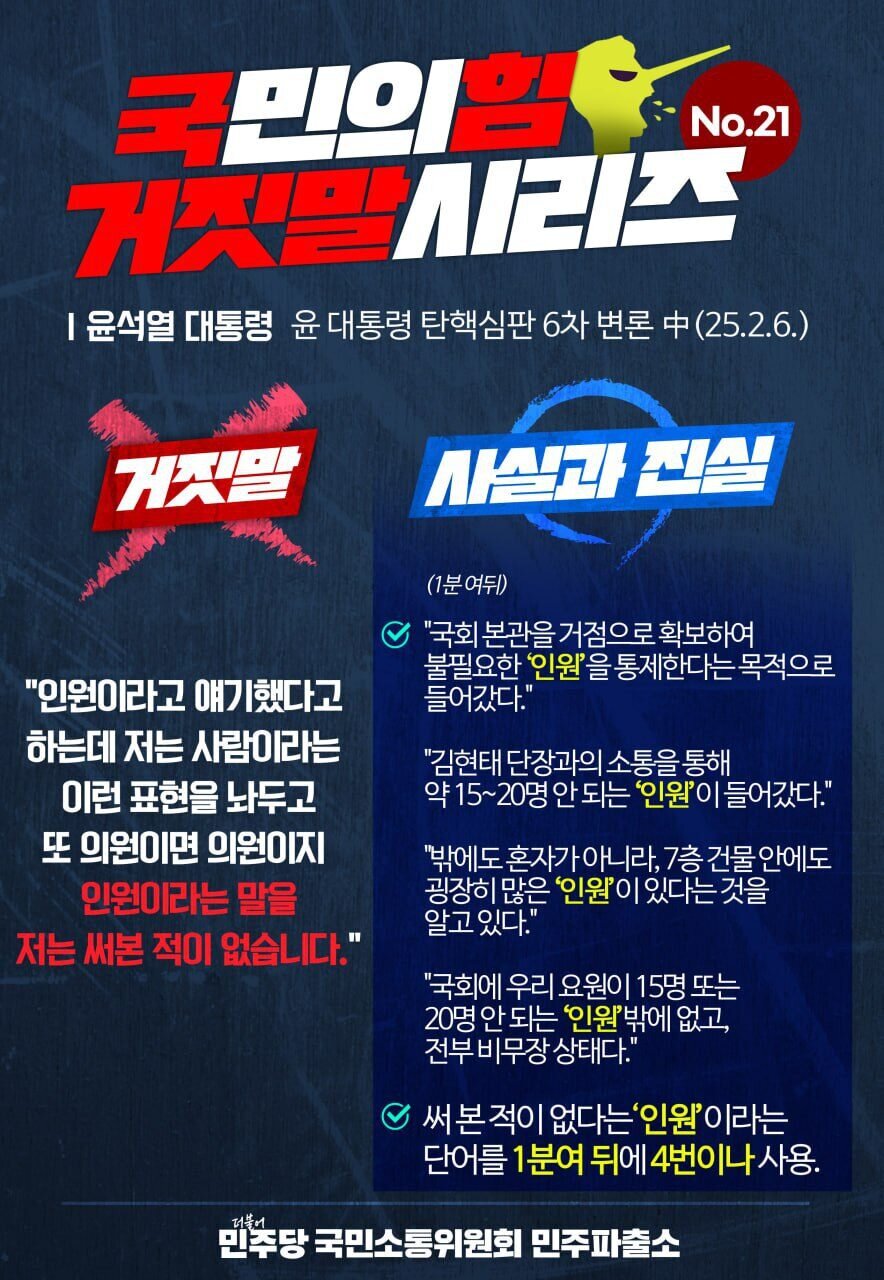 국민의힘
No.21
거짓말시리즈
| 윤석열 대통령 윤 대통령 탄핵심판 6차 변론 中 (25.2.6.)
거짓말
"인원이라고 얘기했다고
하는데 저는 사람이라는
이런 표현을 놔두고
또 의원이면 의원이지
인원이라는 말을
저는 써본 적이 없습니다."
사실과 진실
(1분 여뒤)
"국회 본관을 거점으로 확보하여
불필요한 '인원'을 통제한다는 목적으로
들어갔다."
"김현태 단장과의 소통을 통해
약 15~20명 안 되는 '인원'이 들어갔다."
"밖에도 혼자가 아니라, 7층 건물 안에도
굉장히 많은 '인원'이 있다는 것을
알고 있다."
"국회에 우리 요원이 15명 또는
20명 안 되는 '인원'밖에 없고,
전부 비무장 상태다."
써 본 적이 없다는 '인원'이라는
단어를 1분여 뒤에 4번이나 사용.
더불어
민주당 국민소통위원회 민주파출소